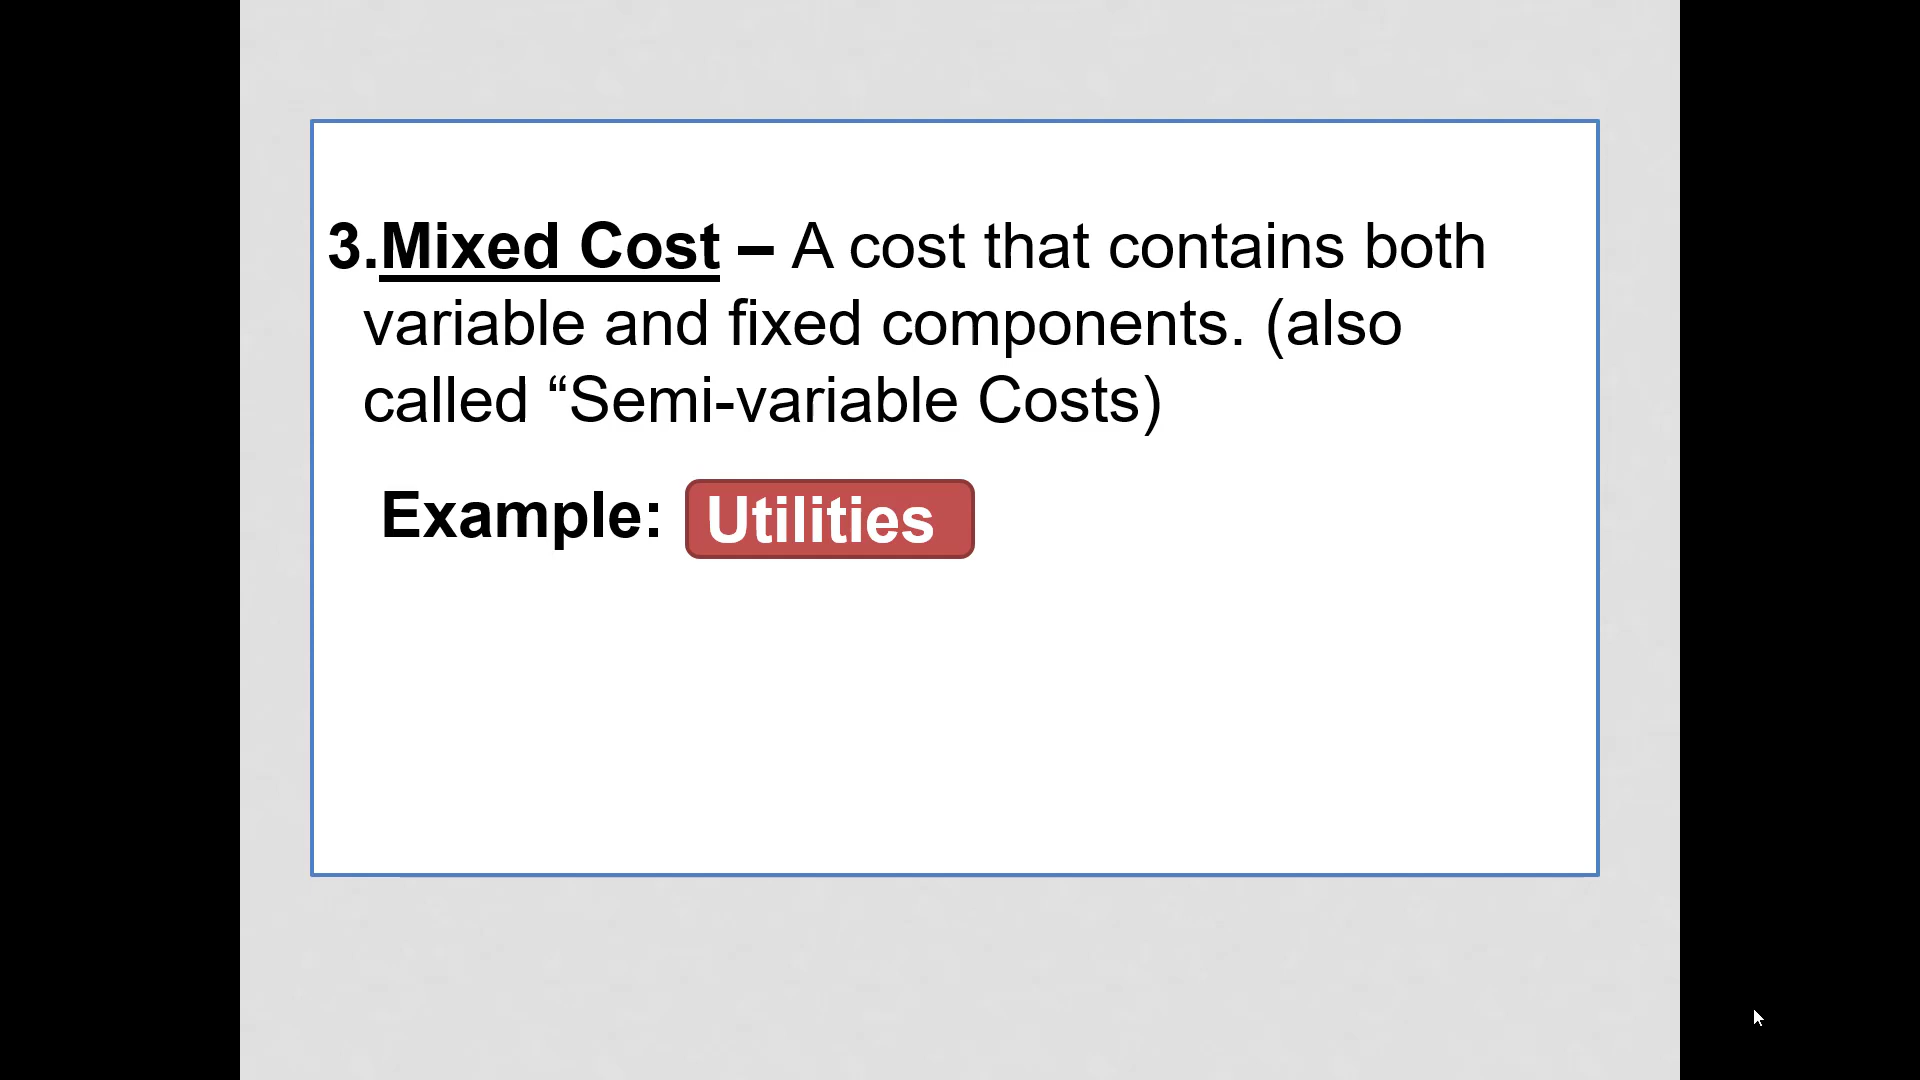 3.Mixed Cost – A cost that contains both
variable and fixed components. (also
called “Semi-variable Costs)
Example: Utilities